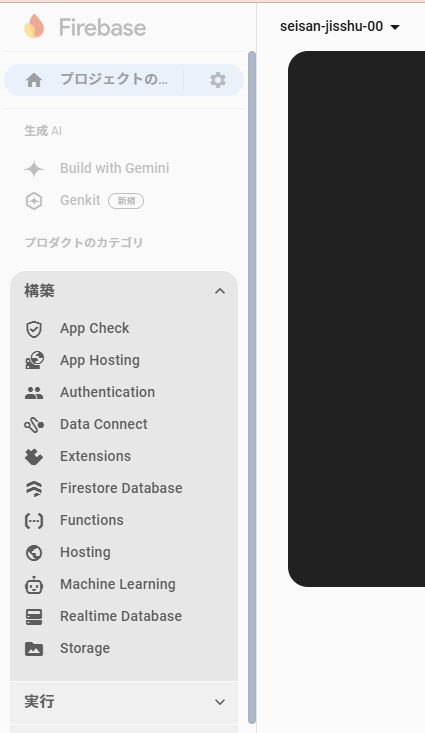 Firebase
seisan-jisshu-00
プロジェクトの...
生成 AI
Build with Gemini
Genkit 新規
プロダクトのカテゴリ
構築
App Check
App Hosting
Authentication
Data Connect
Extensions
Firestore Database
Functions
Hosting
Machine Learning
Realtime Database
Storage
実行